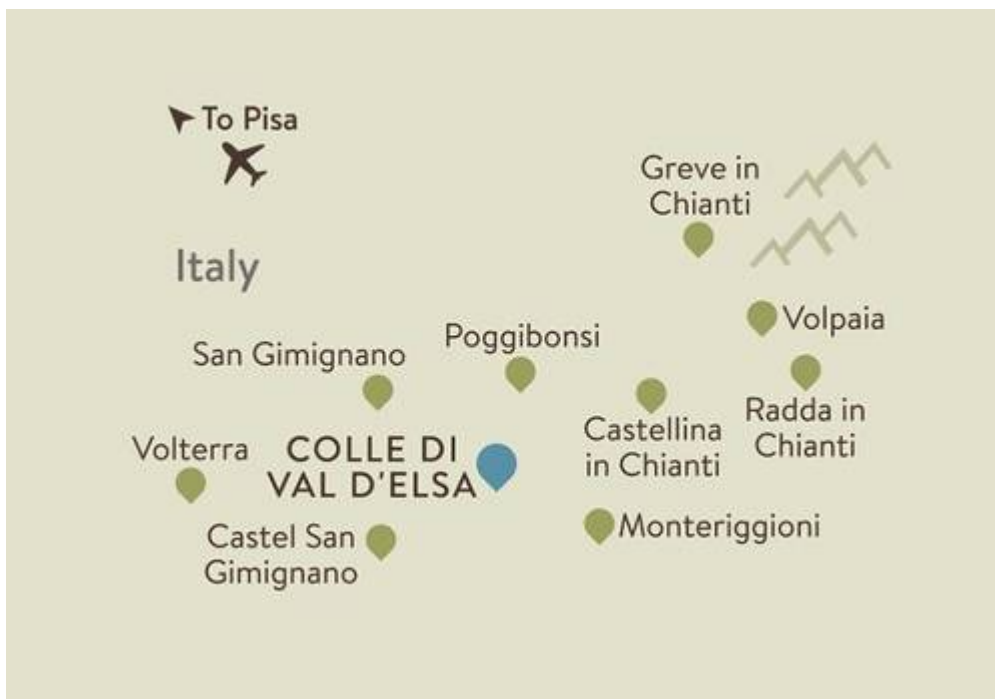 To Pisa
Greve in
Chianti
Italy
Volpaia
Poggibonsi
San Gimignano
Radda in
Chianti
Castellina
in Chianti
Volterra
COLLE DI
VAL D'ELSA
Monteriggioni
Castel San
Gimignano